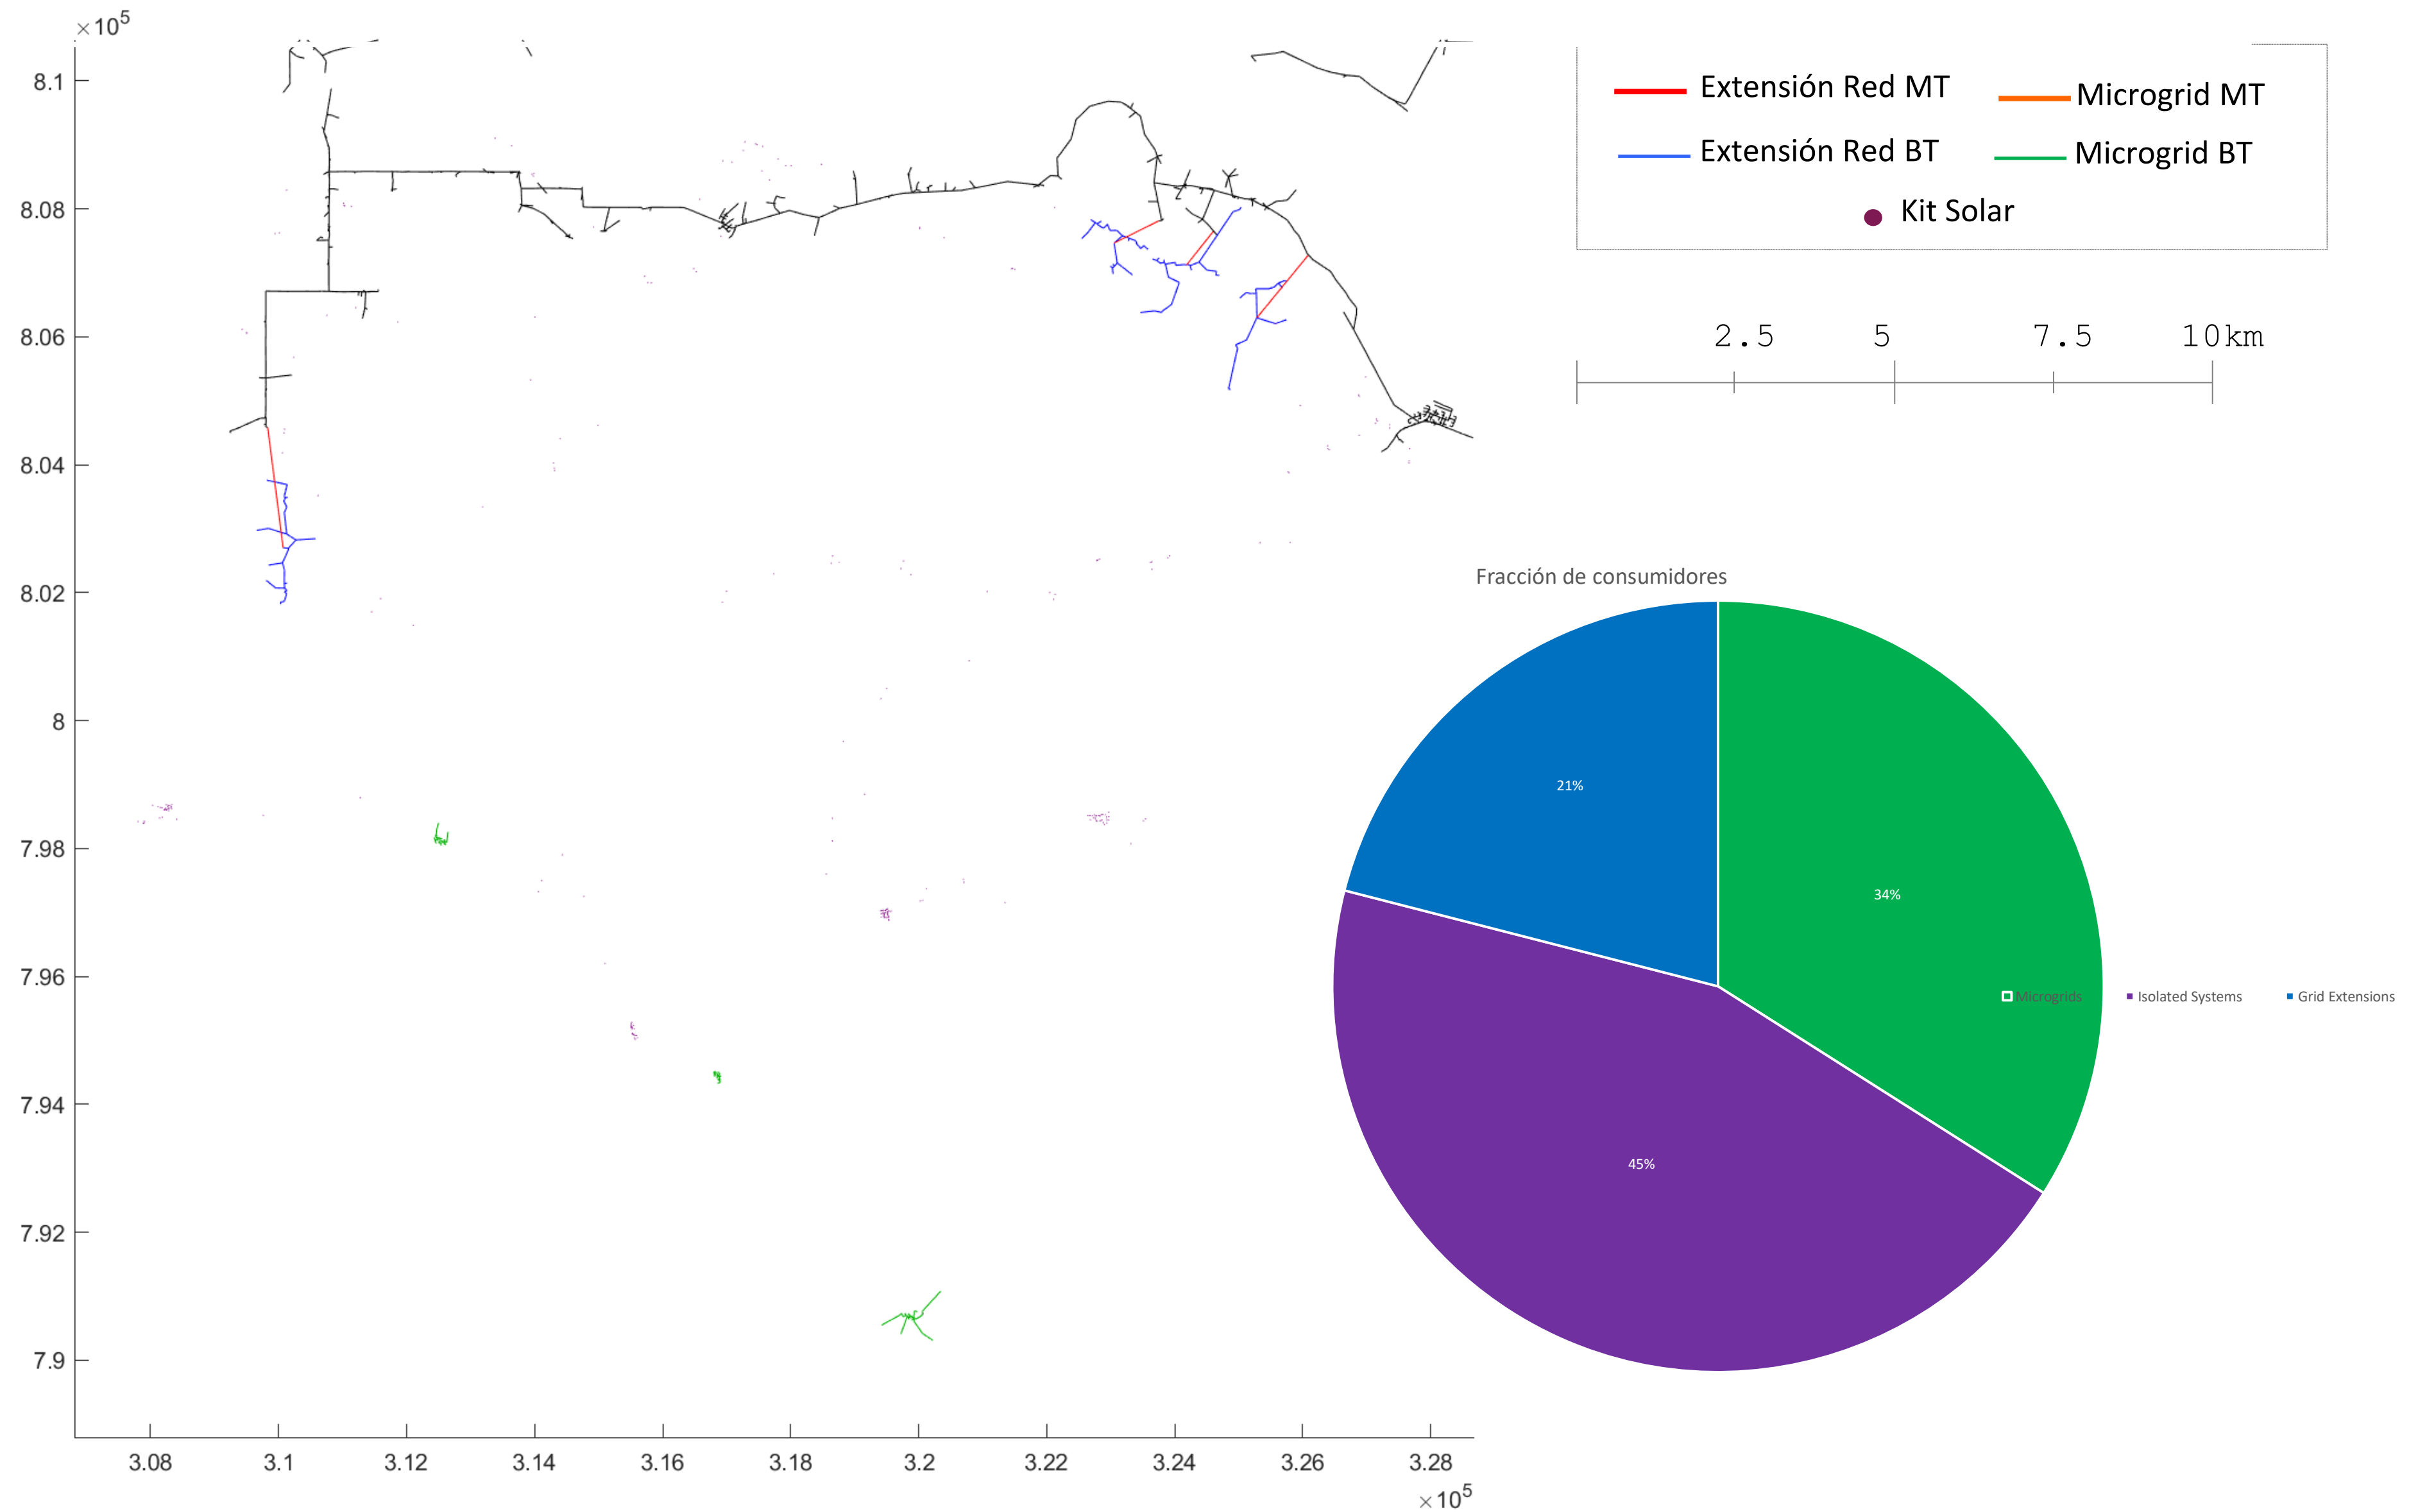 ×10⁵
8.1
8.08
8.06
8.04
8.02
8
7.98
7.96
7.94
7.92
7.9
3.08 3.1 3.12 3.14 3.16 3.18 3.2 3.22 3.24 3.26 3.28
×10⁵
Extensión Red MT Microgrid MT
Extensión Red BT Microgrid BT
Kit Solar
2.5 5 7.5 10km
Fracción de consumidores
21%
34%
45%
Microgrids Isolated Systems Grid Extensions